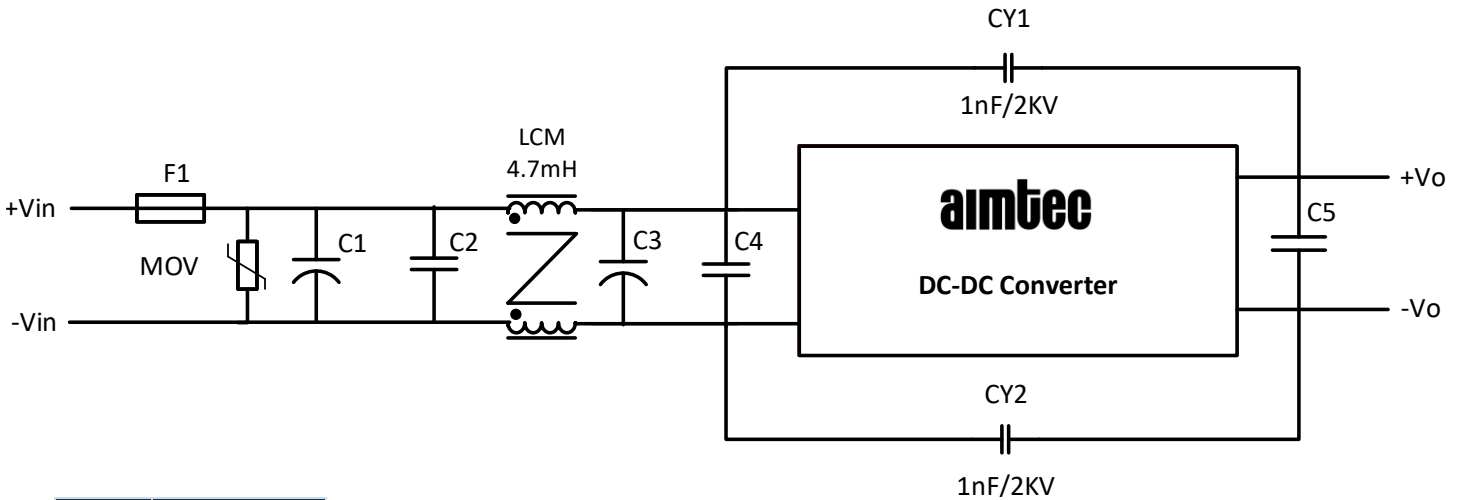 CY1
1nF/2KV
LCM
4.7mH
F1
+Vin
+Vo
aimtec
C5
C1
C2
C3
C4
MOV
DC-DC Converter
-Vin
-Vo
CY2
1nF/2KV